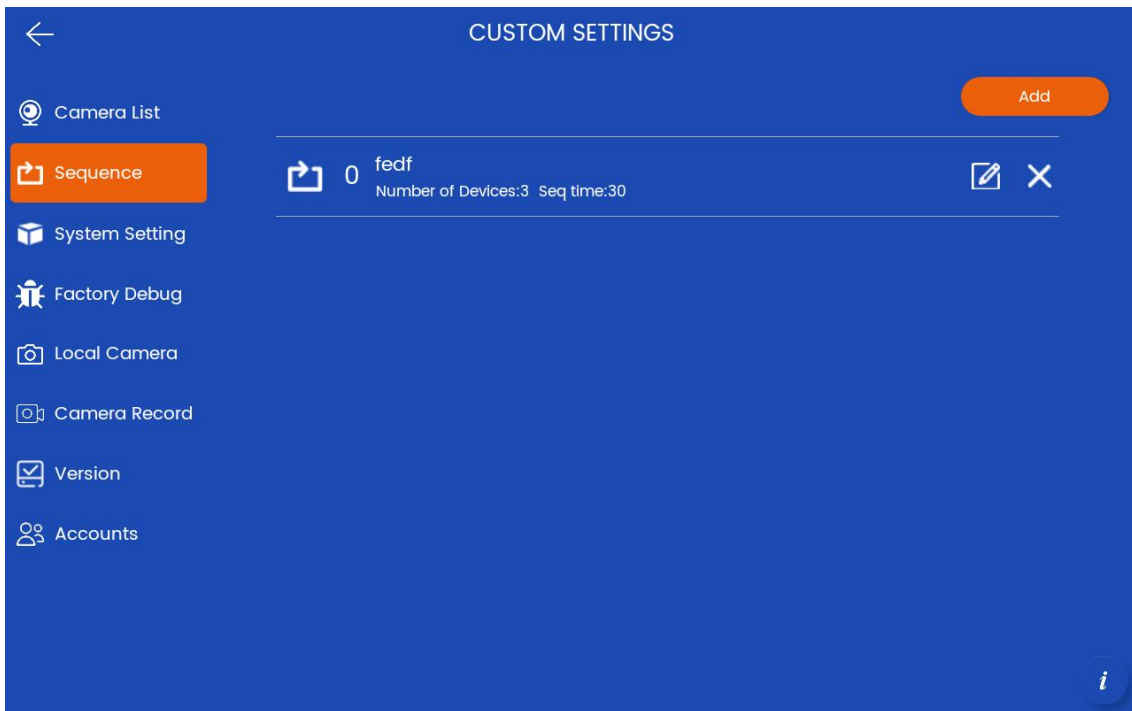 CUSTOM SETTINGS
Add
Camera List
Sequence
System Setting
Factory Debug
Local Camera
Camera Record
Version
Accounts
0
fedf
Number of Devices:3 Seq time:30
i